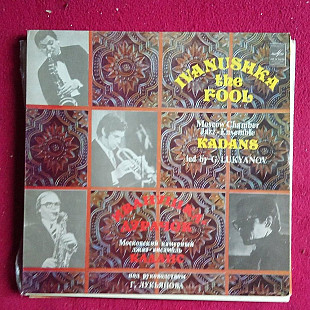 IVANUSHKA
the
FOOL
Moscow Chamber
Jazz-Ensemble
KADANS
led by G. LUKYANOV
ИВАНУШКА
ДУРАЧОК
Московский камерный
джаз-ансамбль
КАДАНС
под руководством
Г. ЛУКЬЯНОВА